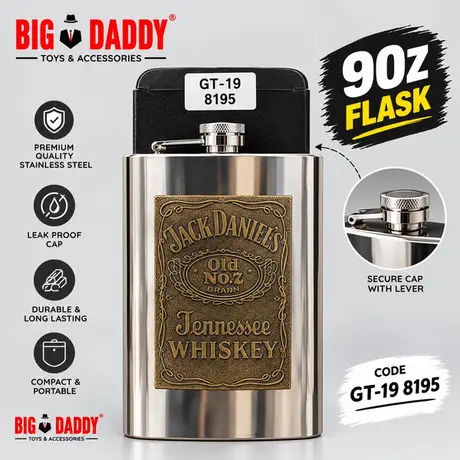 BIG DADDY®
TOYS & ACCESSORIES
GT-19
8195
9Oz
FLASK
PREMIUM
QUALITY
STAINLESS STEEL
LEAK PROOF
CAP
DURABLE &
LONG LASTING
COMPACT &
PORTABLE
SECURE CAP
WITH LEVER
JACK DANIEL'S
Old
No.2
BRAND
Tennessee
WHISKEY
CODE
GT-19 8195
BIG DADDY®
TOYS & ACCESSORIES